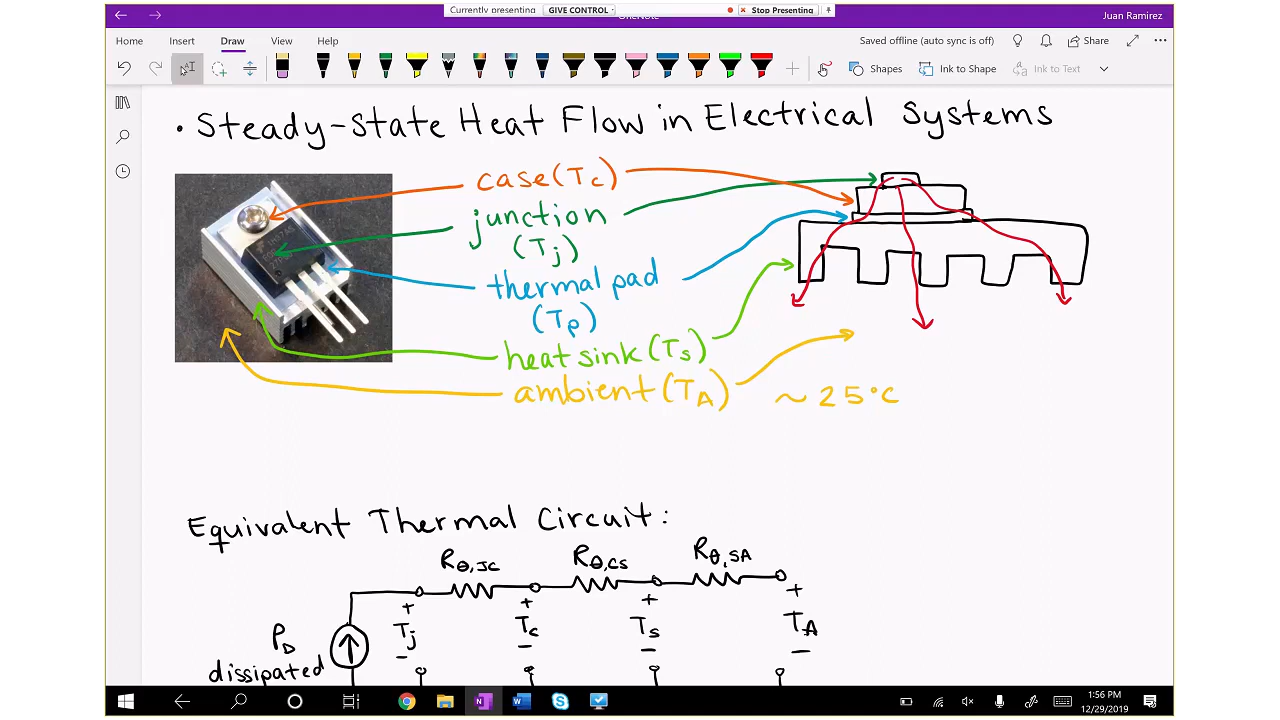 Currently presenting
GIVE CONTROL
Stop Presenting
OneNote
Juan Ramirez
Home
Insert
Draw
View
Help
Saved offline (auto sync is off)
Share
Shapes
Ink to Shape
Ink to Text
• Steady-State Heat Flow in Electrical Systems
case (Tc)
junction
(Tj)
thermal pad
(Tp)
heat sink (Ts)
ambient (TA)
~ 25°C
Equivalent Thermal Circuit:
Rθ,JC
Rθ,CS
Rθ,SA
+
+
+
+
PD
Tj
Tc
Ts
TA
−
−
−
−
dissipated
1:56 PM
12/29/2019